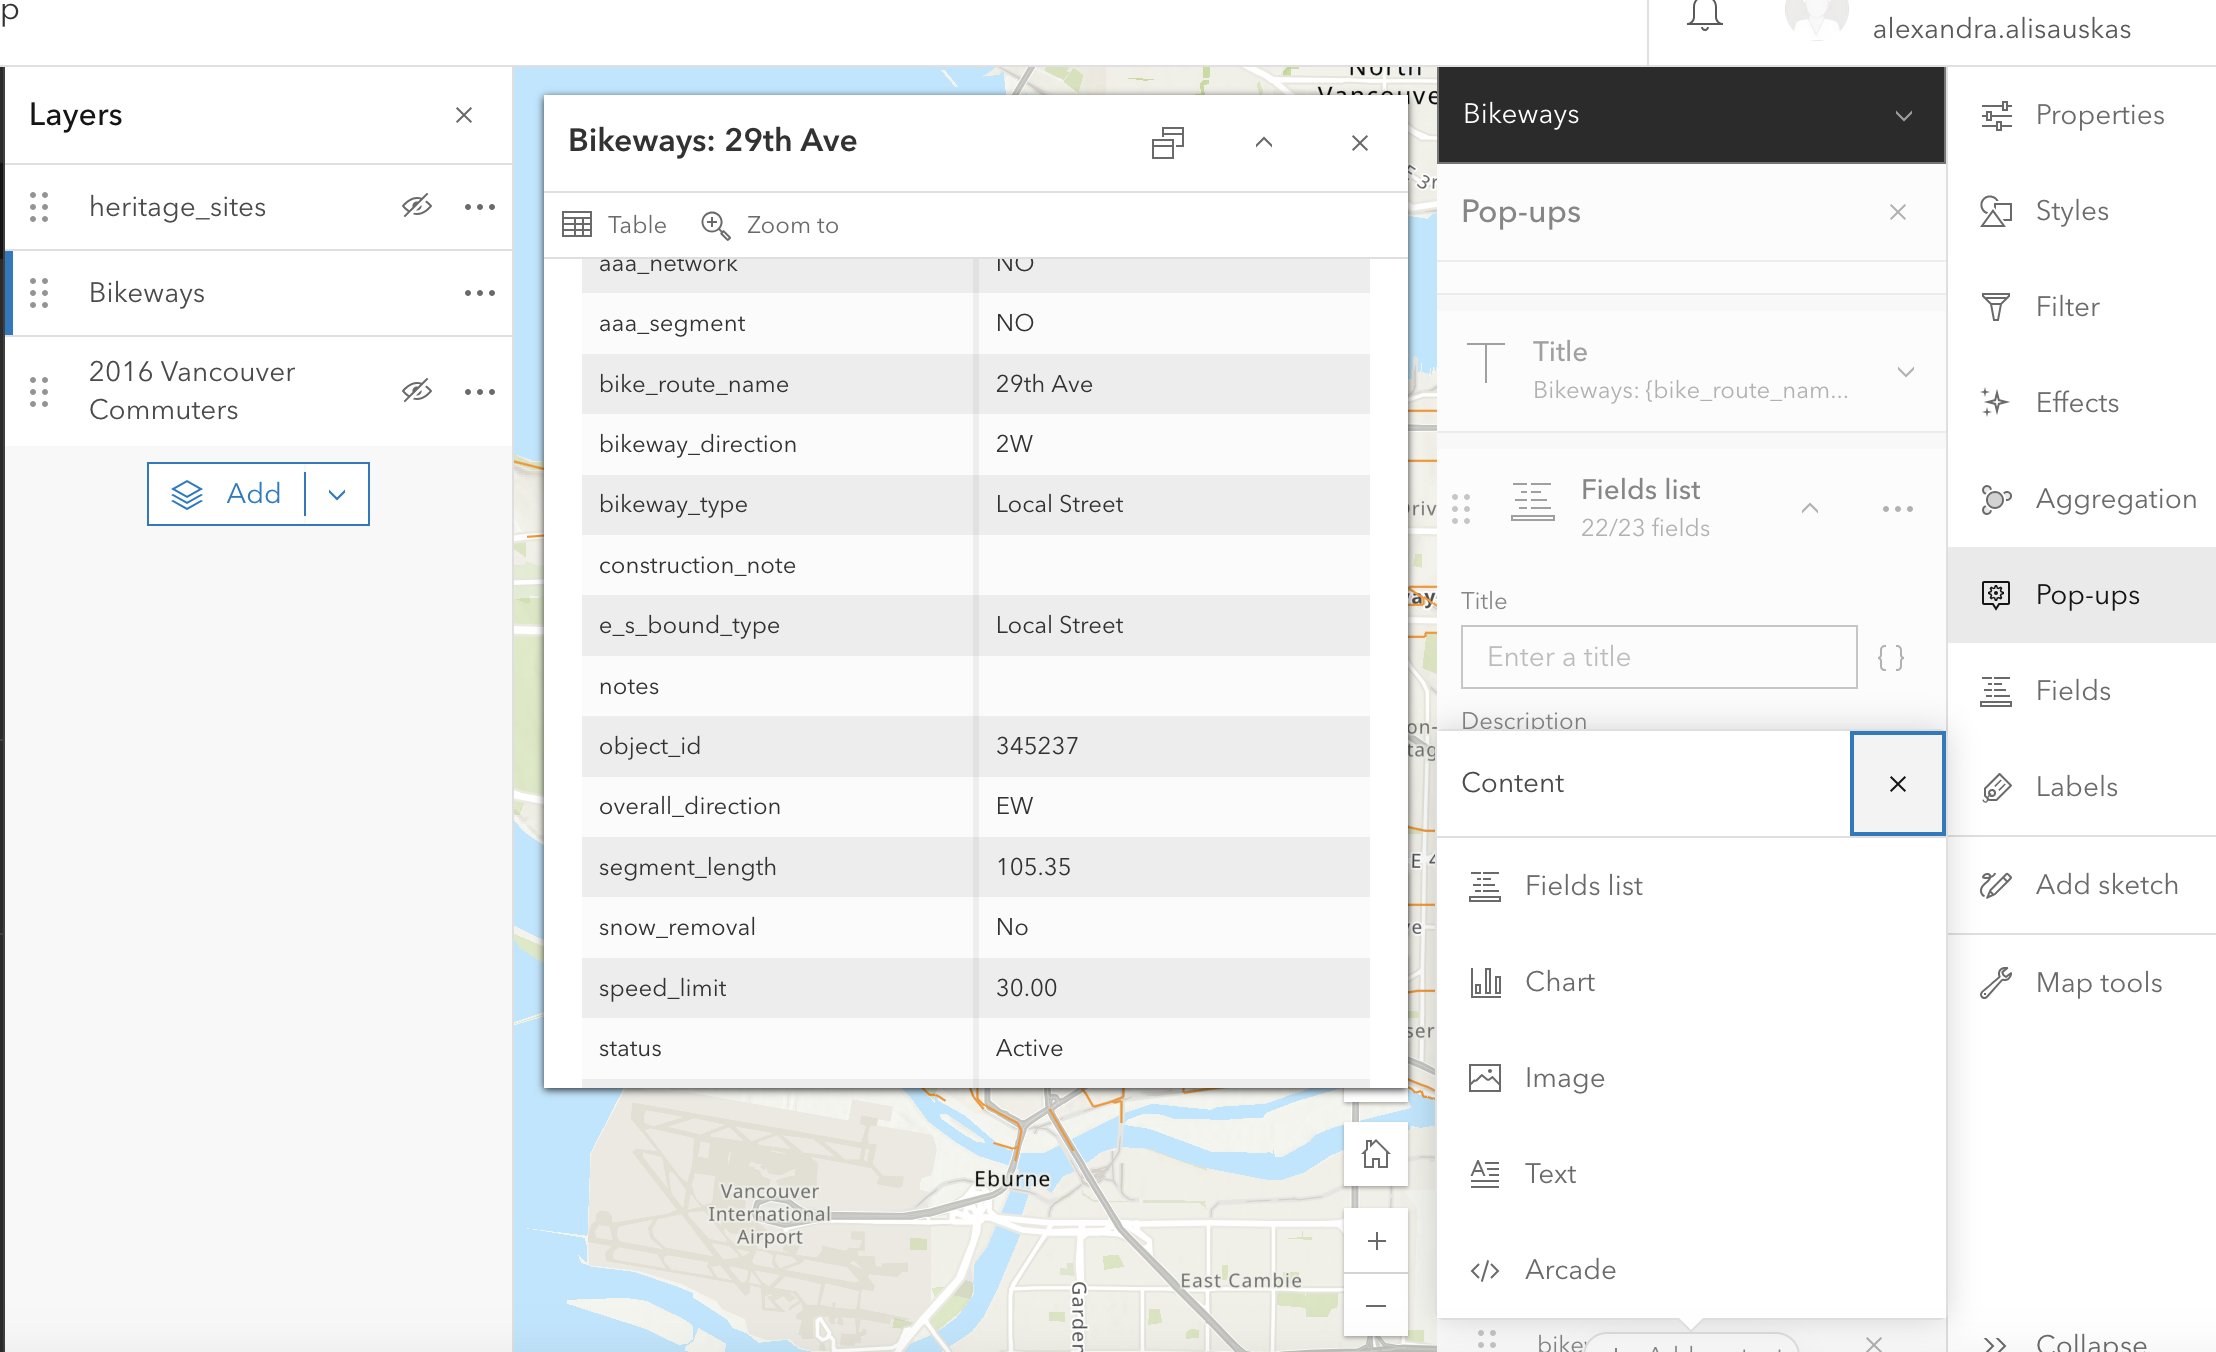 p
alexandra.alisauskas
Layers
heritage_sites
Bikeways
2016 Vancouver
Commuters
Add
Bikeways: 29th Ave
Table
Zoom to
aaa_network NO
aaa_segment NO
bike_route_name 29th Ave
bikeway_direction 2W
bikeway_type Local Street
construction_note
e_s_bound_type Local Street
notes
object_id 345237
overall_direction EW
segment_length 105.35
snow_removal No
speed_limit 30.00
status Active
North
Vancouver
Eburne
Vancouver
International
Airport
East Cambie
Garden
Bikeways
Pop-ups
Title
Bikeways: {bike_route_nam...
Fields list
22/23 fields
Title
Enter a title
{ }
Description
Content
Fields list
Chart
Image
Text
Arcade
Properties
Styles
Filter
Effects
Aggregation
Pop-ups
Fields
Labels
Add sketch
Map tools
Collapse